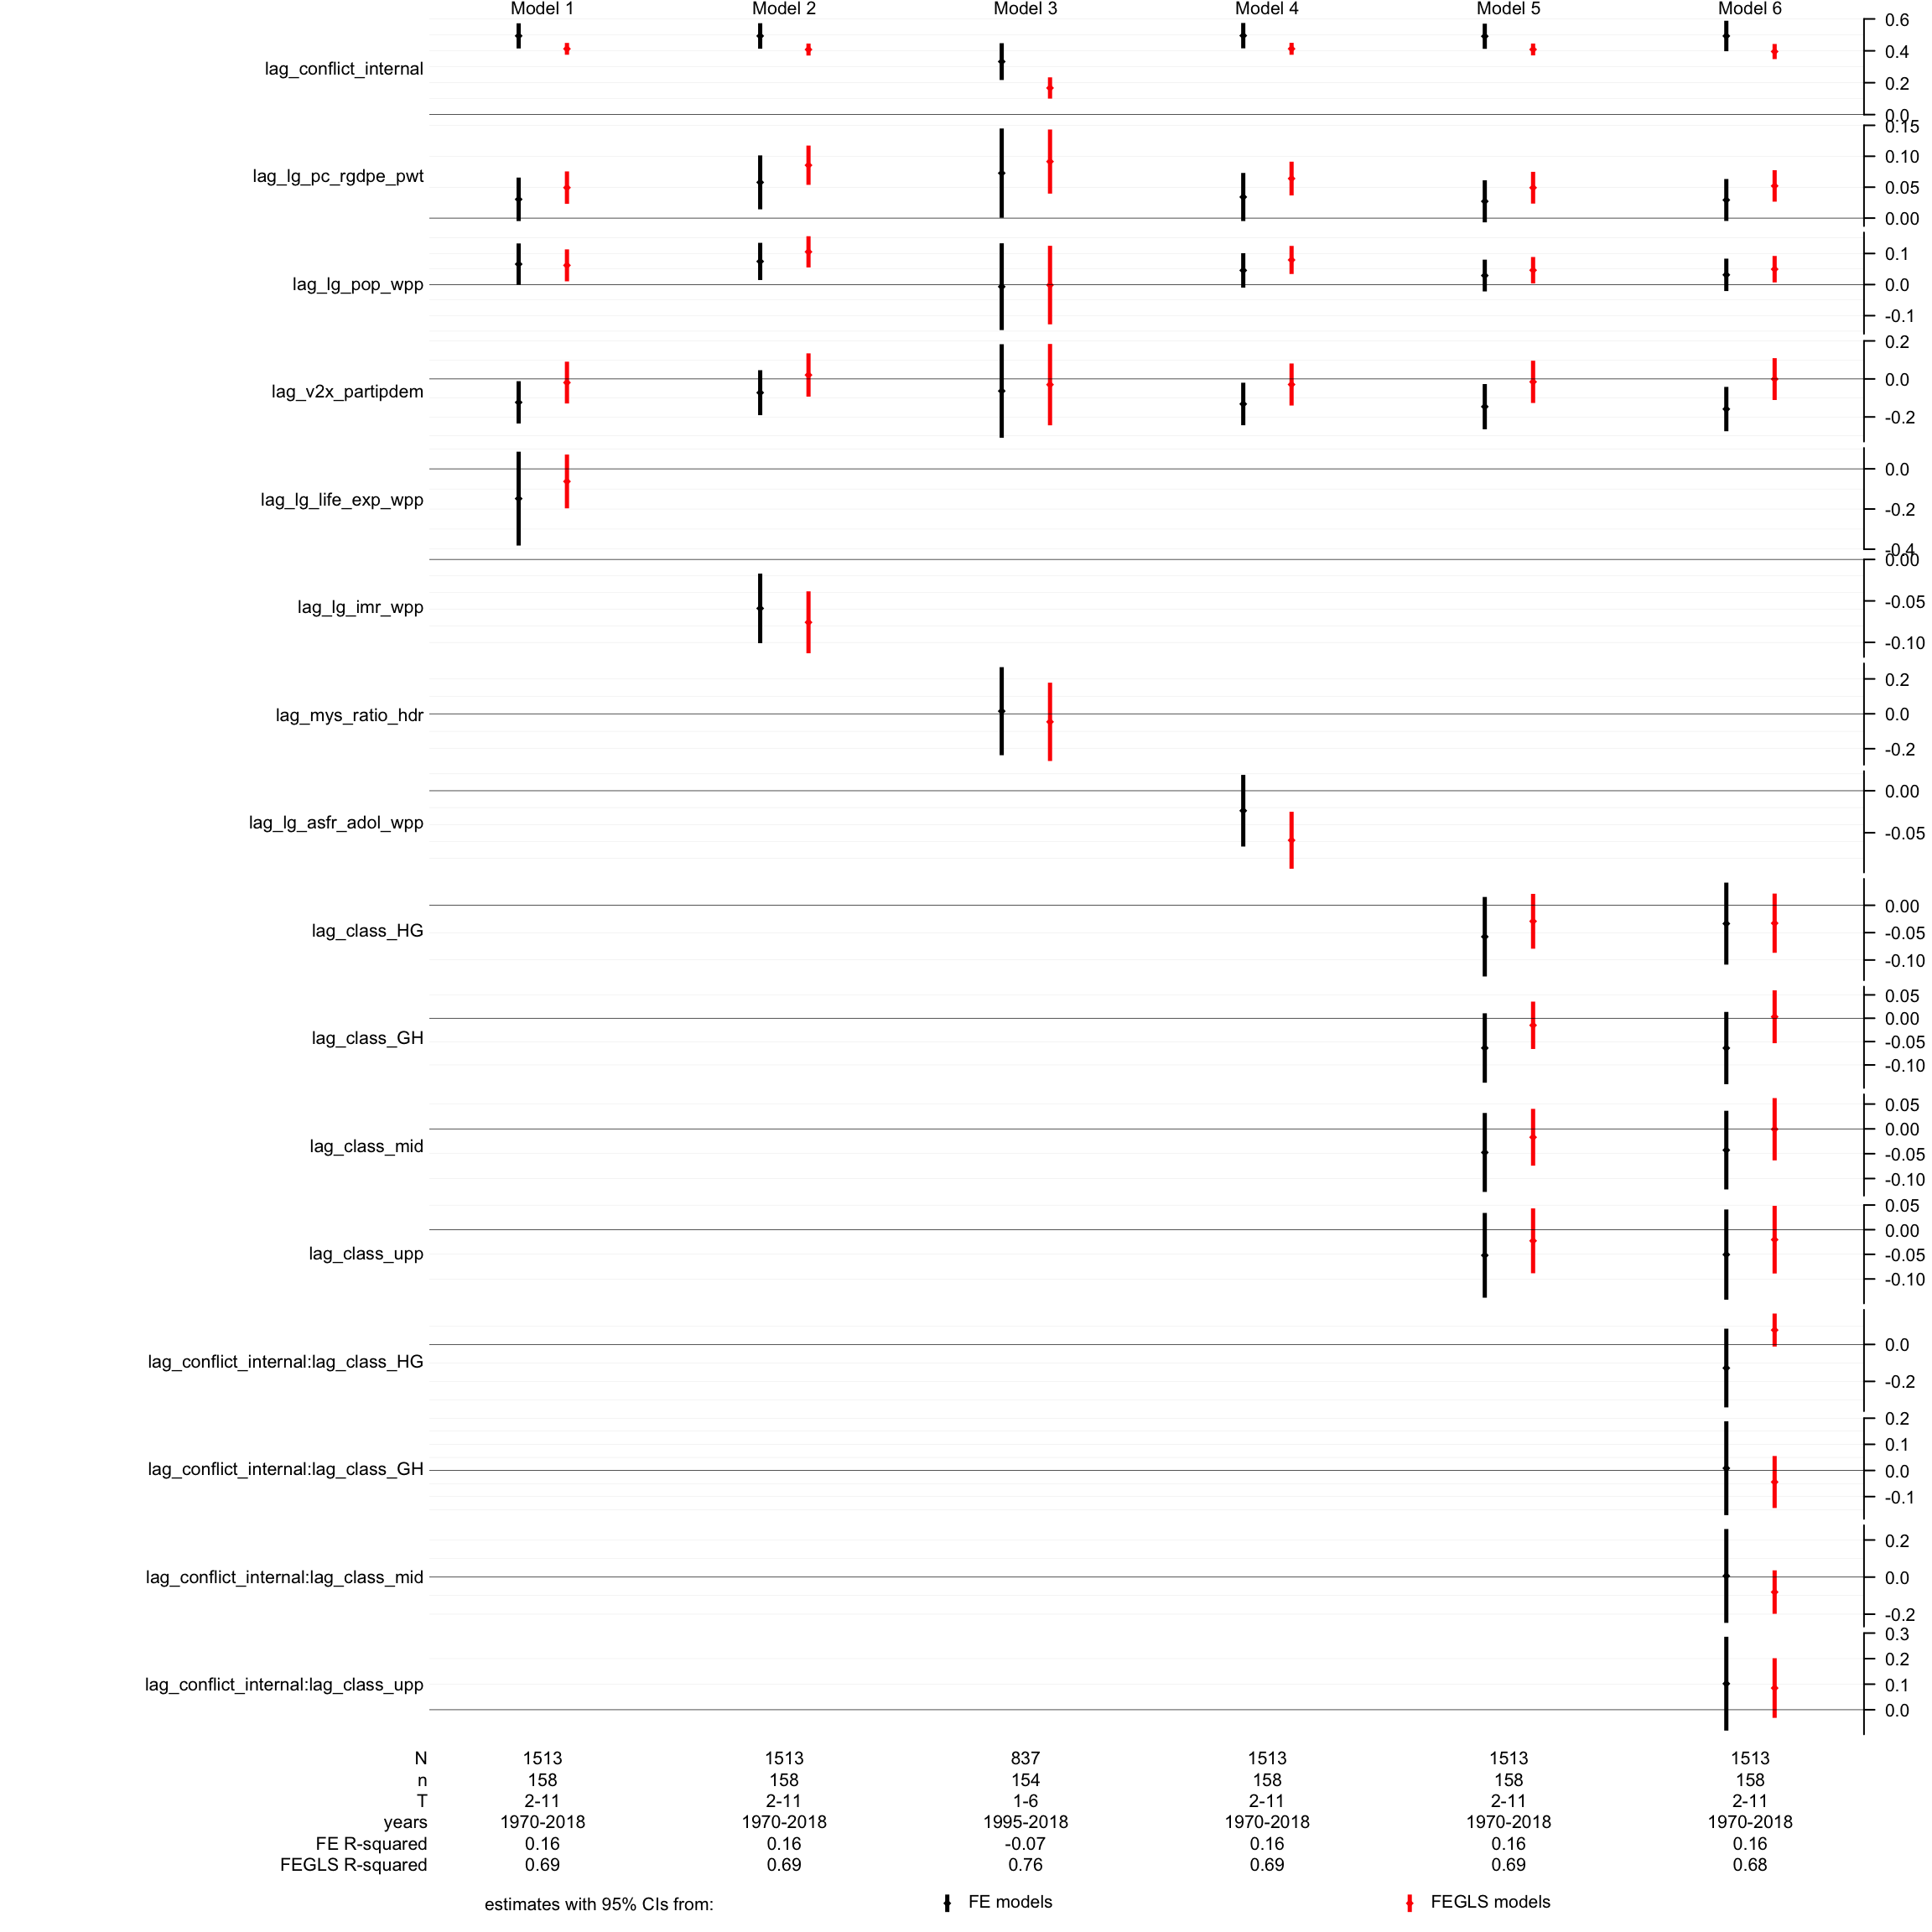 Model 1 Model 2 Model 3 Model 4 Model 5 Model 6
lag_conflict_internal
0.6
0.4
0.2
0.0
lag_lg_pc_rgdpe_pwt
0.15
0.10
0.05
0.00
lag_lg_pop_wpp
0.1
0.0
-0.1
lag_v2x_partipdem
0.2
0.0
-0.2
lag_lg_life_exp_wpp
0.0
-0.2
-0.4
lag_lg_imr_wpp
0.00
-0.05
-0.10
lag_mys_ratio_hdr
0.2
0.0
-0.2
lag_lg_asfr_adol_wpp
0.00
-0.05
lag_class_HG
0.00
-0.05
-0.10
lag_class_GH
0.05
0.00
-0.05
-0.10
lag_class_mid
0.05
0.00
-0.05
-0.10
lag_class_upp
0.05
0.00
-0.05
-0.10
lag_conflict_internal:lag_class_HG
0.0
-0.2
lag_conflict_internal:lag_class_GH
0.2
0.1
0.0
-0.1
lag_conflict_internal:lag_class_mid
0.2
0.0
-0.2
lag_conflict_internal:lag_class_upp
0.3
0.2
0.1
0.0
N 1513 1513 837 1513 1513 1513
n 158 158 154 158 158 158
T 2-11 2-11 1-6 2-11 2-11 2-11
years 1970-2018 1970-2018 1995-2018 1970-2018 1970-2018 1970-2018
FE R-squared 0.16 0.16 -0.07 0.16 0.16 0.16
FEGLS R-squared 0.69 0.69 0.76 0.69 0.69 0.68
estimates with 95% CIs from: FE models FEGLS models